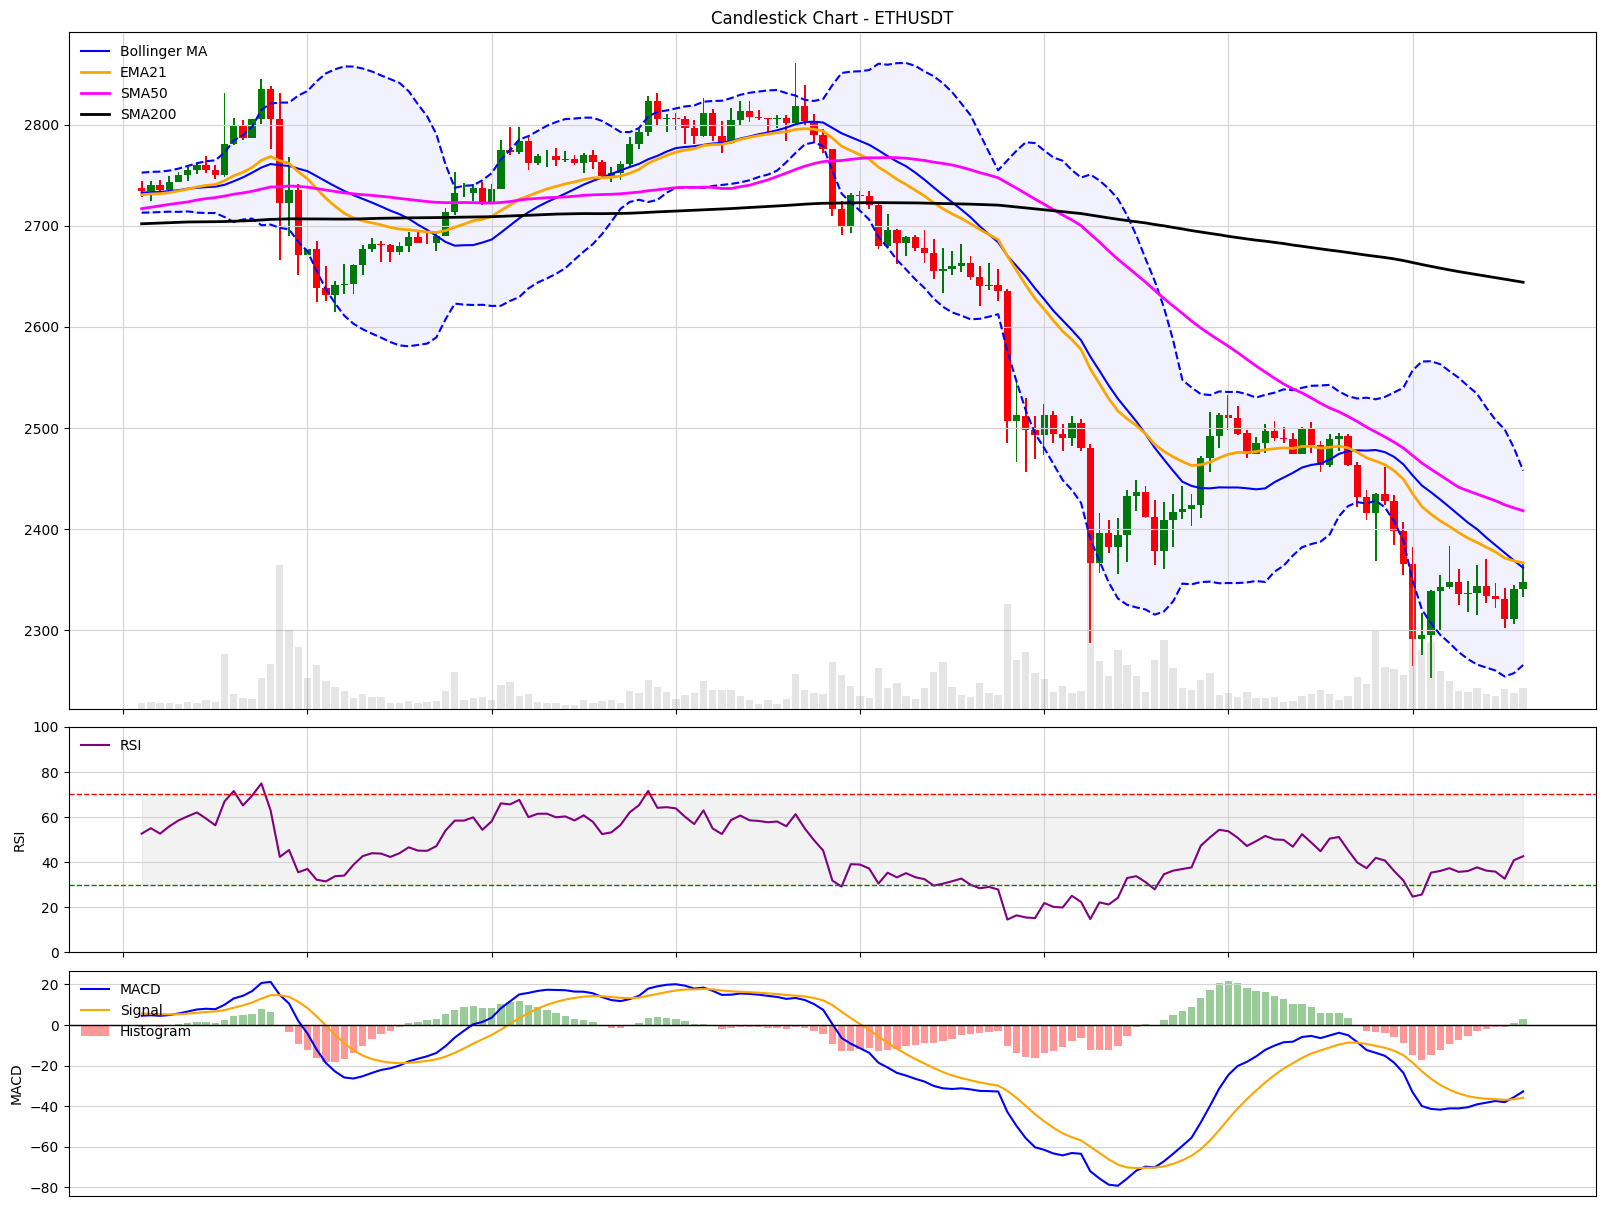 Candlestick Chart - ETHUSDT
Bollinger MA
EMA21
SMA50
SMA200
2800
2700
2600
2500
2400
2300
100
80
60
40
20
0
RSI
RSI
20
0
−20
−40
−60
−80
MACD
MACD
Signal
Histogram